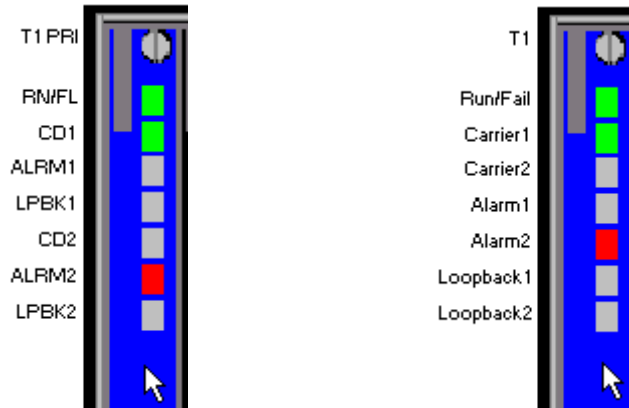 T1 PRI
RN/FL
CD1
ALRM1
LPBK1
CD2
ALRM2
LPBK2
T1
Run/Fail
Carrier1
Carrier2
Alarm1
Alarm2
Loopback1
Loopback2